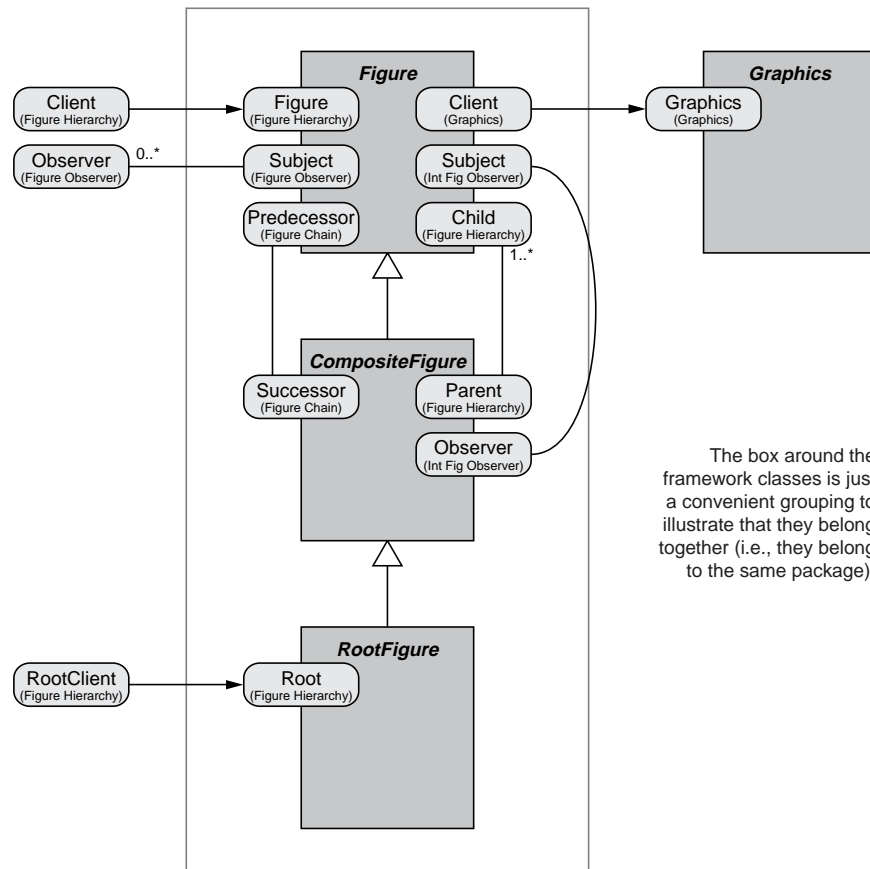 Figure
Graphics
Client
(Figure Hierarchy)
Figure
(Figure Hierarchy)
Client
(Graphics)
Graphics
(Graphics)
Observer
(Figure Observer)
0..*
Subject
(Figure Observer)
Subject
(Int Fig Observer)
Predecessor
(Figure Chain)
Child
(Figure Hierarchy)
1..*
CompositeFigure
Successor
(Figure Chain)
Parent
(Figure Hierarchy)
Observer
(Int Fig Observer)
The box around the
framework classes is just
a convenient grouping to
illustrate that they belong
together (i.e., they belong
to the same package)
RootFigure
RootClient
(Figure Hierarchy)
Root
(Figure Hierarchy)